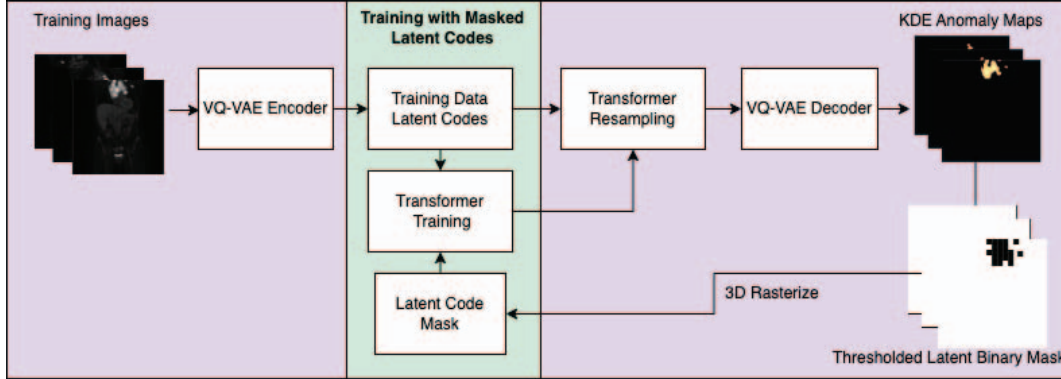 Training Images
Training with Masked
Latent Codes
KDE Anomaly Maps
VQ-VAE Encoder
Training Data
Latent Codes
Transformer
Resampling
VQ-VAE Decoder
Transformer
Training
Latent Code
Mask
3D Rasterize
Thresholded Latent Binary Mask